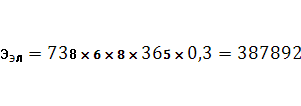 Ээл = 738 × 6 × 8 × 365 × 0,3 = 387892